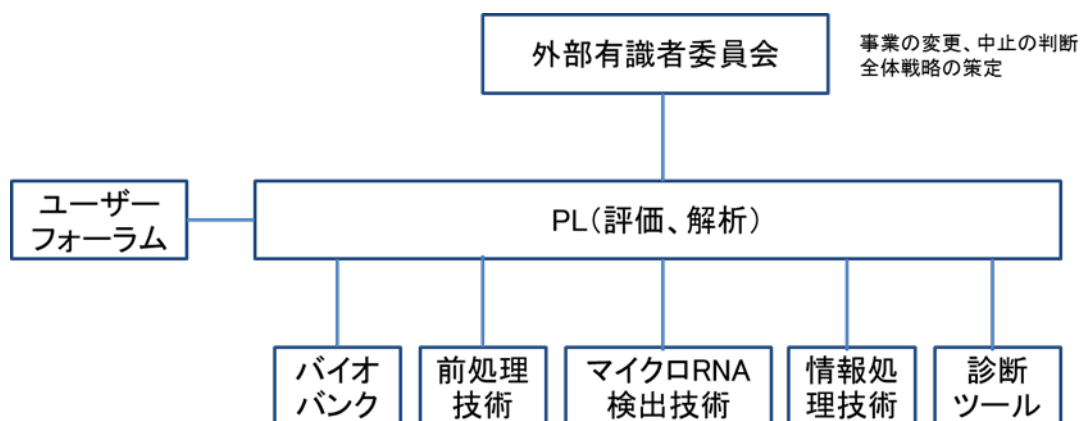 外部有識者委員会
事業の変更、中止の判断
全体戦略の策定
ユーザー
フォーラム
PL(評価、解析)
バイオ
バンク
前処理
技術
マイクロRNA
検出技術
情報処
理技術
診断
ツール